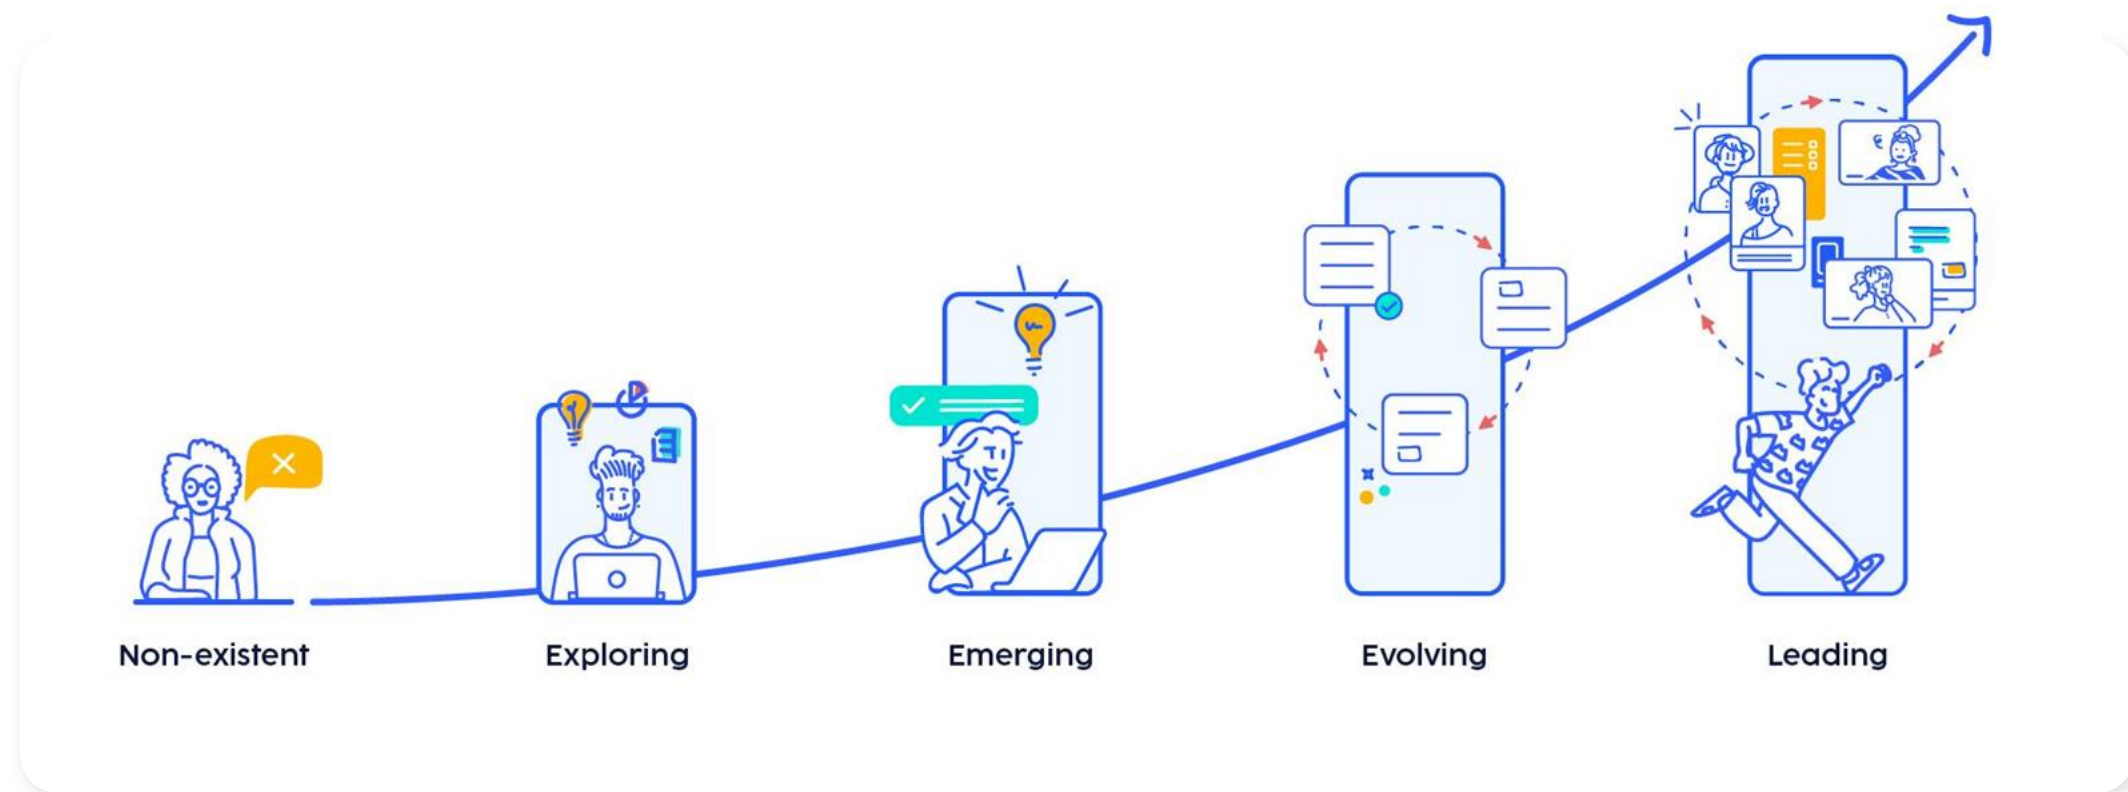 Non-existent
Exploring
Emerging
Evolving
Leading